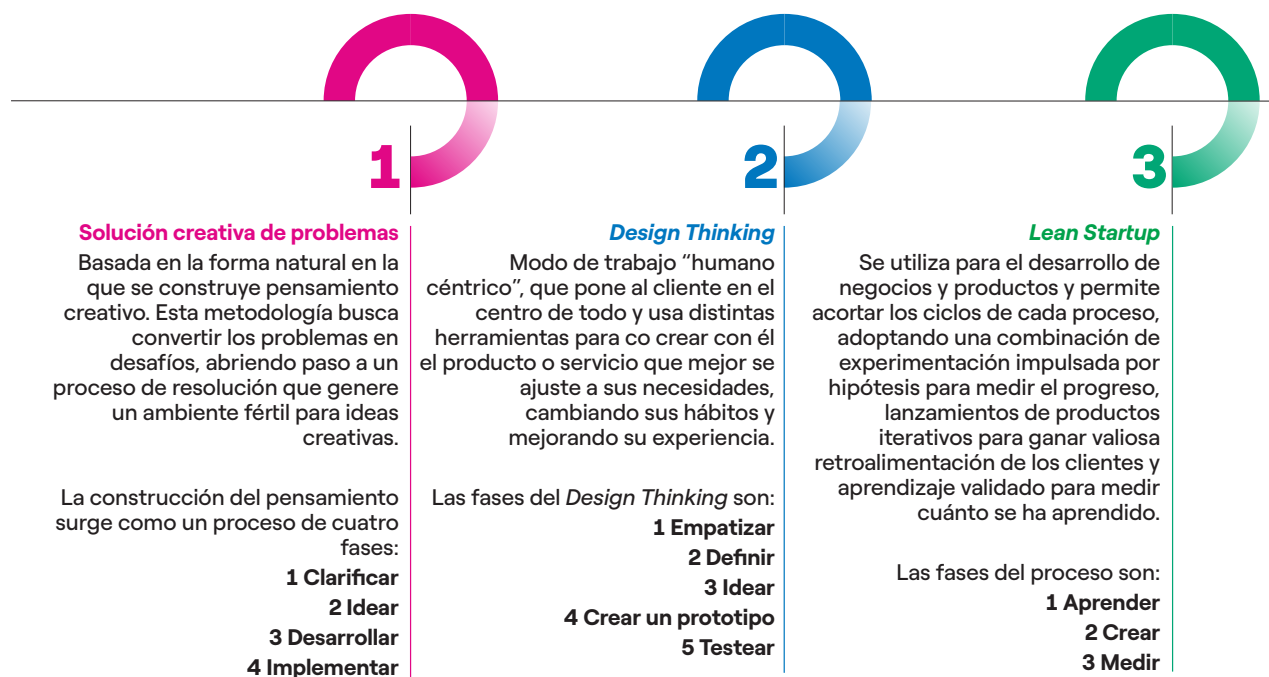 1
Solución creativa de problemas
Basada en la forma natural en la
que se construye pensamiento
creativo. Esta metodología busca
convertir los problemas en
desafíos, abriendo paso a un
proceso de resolución que genere
un ambiente fértil para ideas
creativas.
La construcción del pensamiento
surge como un proceso de cuatro
fases:
1 Clarificar
2 Idear
3 Desarrollar
4 Implementar
2
Design Thinking
Modo de trabajo “humano
céntrico”, que pone al cliente en el
centro de todo y usa distintas
herramientas para co crear con él
el producto o servicio que mejor se
ajuste a sus necesidades,
cambiando sus hábitos y
mejorando su experiencia.
Las fases del Design Thinking son:
1 Empatizar
2 Definir
3 Idear
4 Crear un prototipo
5 Testear
3
Lean Startup
Se utiliza para el desarrollo de
negocios y productos y permite
acortar los ciclos de cada proceso,
adoptando una combinación de
experimentación impulsada por
hipótesis para medir el progreso,
lanzamientos de productos
iterativos para ganar valiosa
retroalimentación de los clientes y
aprendizaje validado para medir
cuánto se ha aprendido.
Las fases del proceso son:
1 Aprender
2 Crear
3 Medir